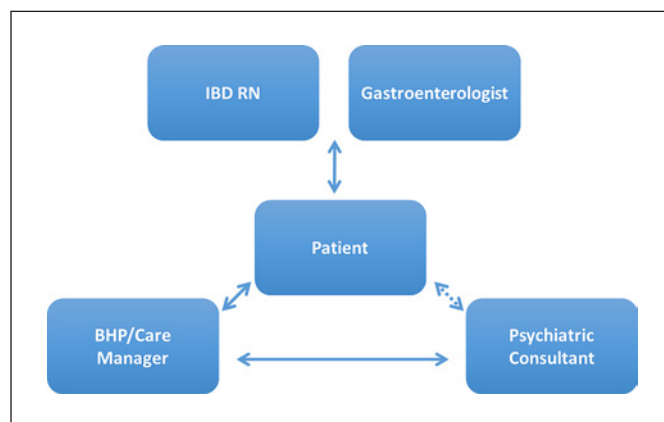 IBD RN
Gastroenterologist
Patient
BHP/Care
Manager
Psychiatric
Consultant